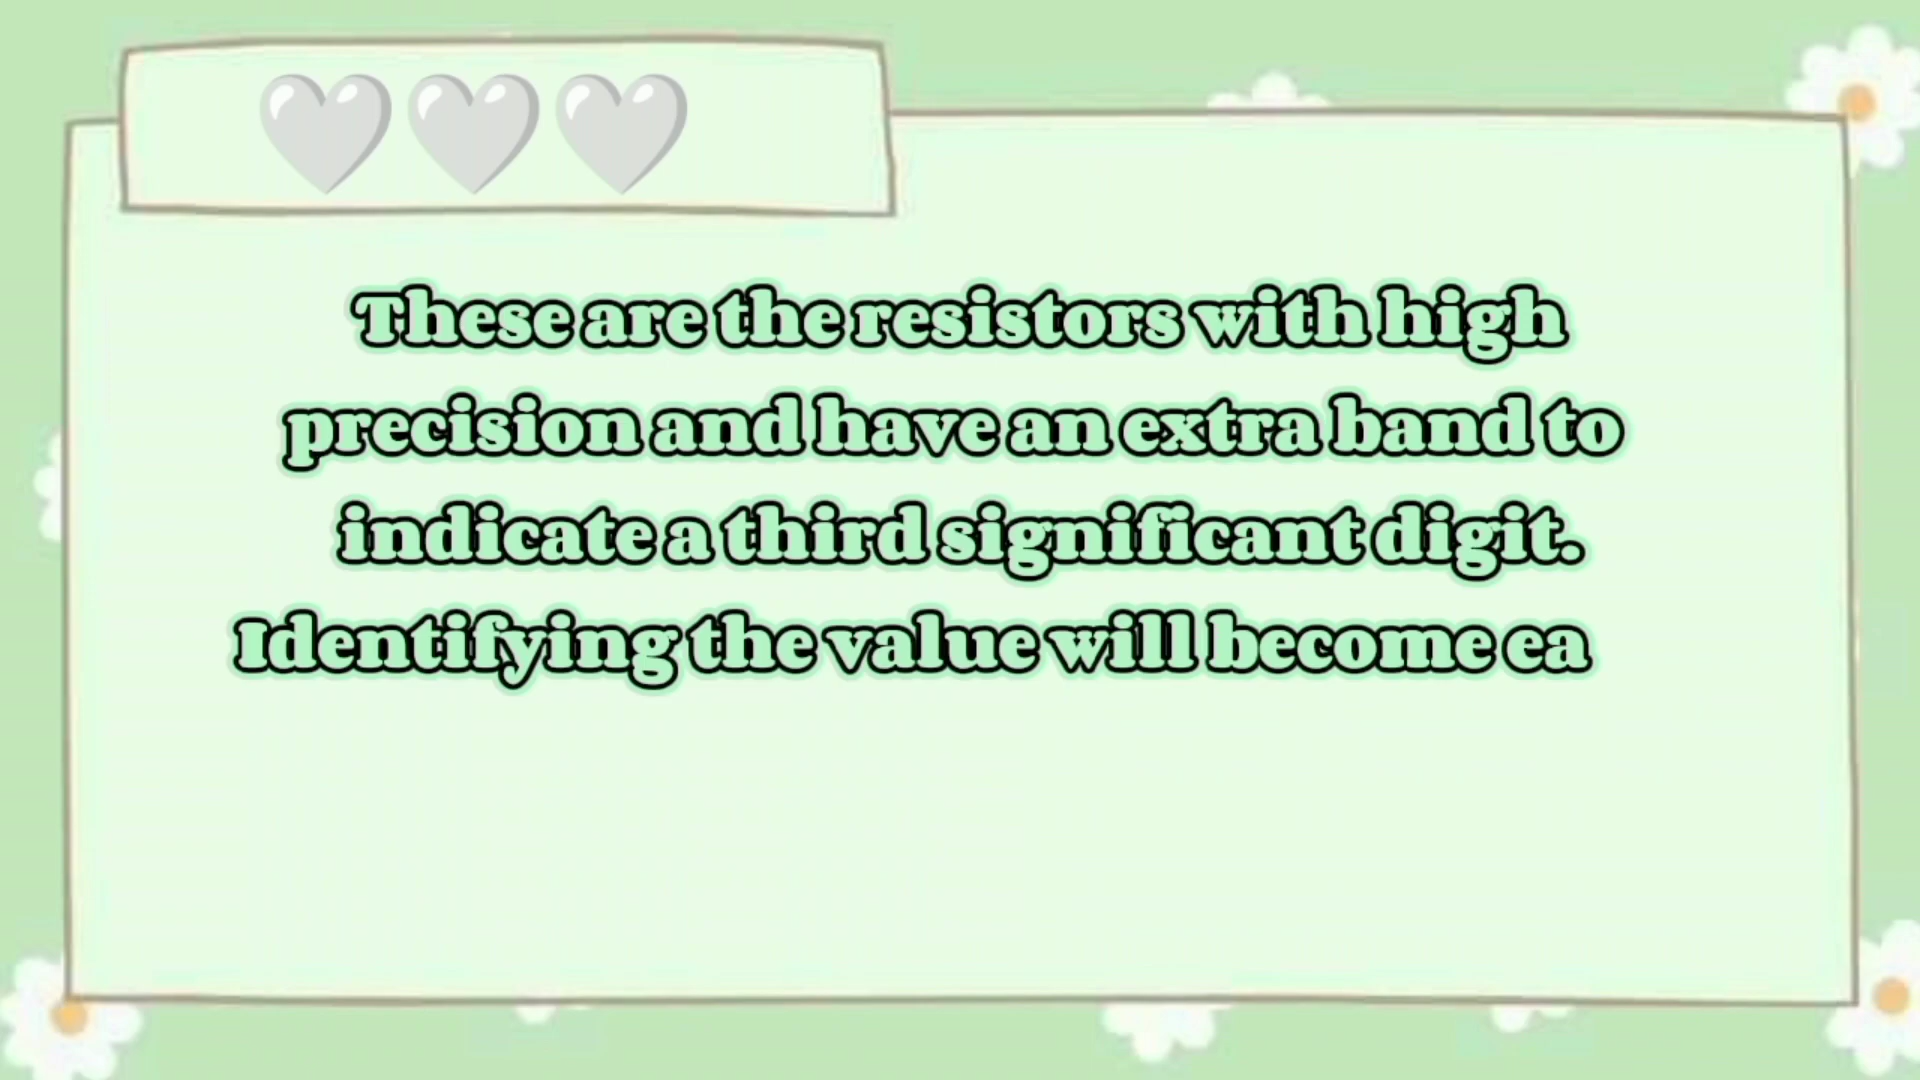 🤍🤍🤍
These are the resistors with high
precision and have an extra band to
indicate a third significant digit.
Identifying the value will become ea